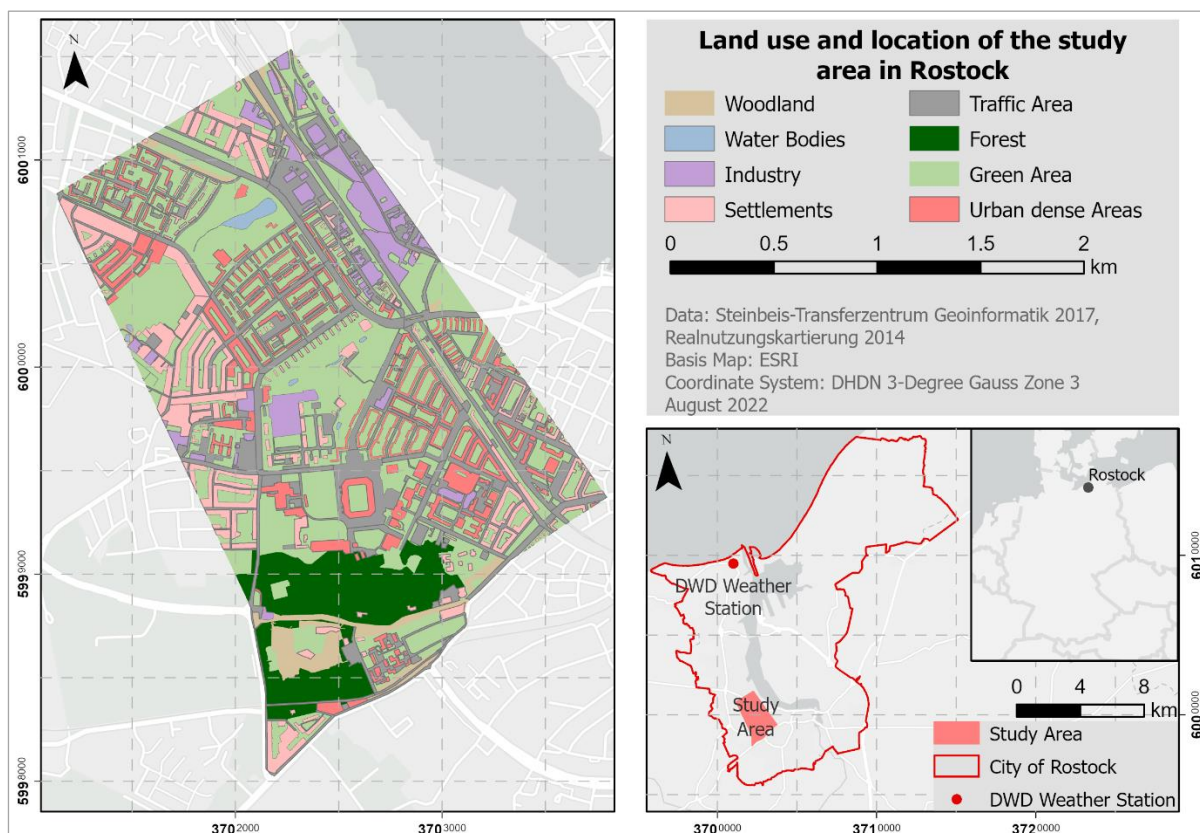 N
6001000
6000000
5999000
5998000
3702000
3703000
Land use and location of the study
area in Rostock
Woodland
Traffic Area
Water Bodies
Forest
Industry
Green Area
Settlements
Urban dense Areas
0 0.5 1 1.5 2
km
Data: Steinbeis-Transferzentrum Geoinformatik 2017,
Realnutzungskartierung 2014
Basis Map: ESRI
Coordinate System: DHDN 3-Degree Gauss Zone 3
August 2022
N
Rostock
DWD Weather
Station
Study
Area
0 4 8
km
Study Area
City of Rostock
DWD Weather Station
6010000
6000000
3700000
3710000
3720000